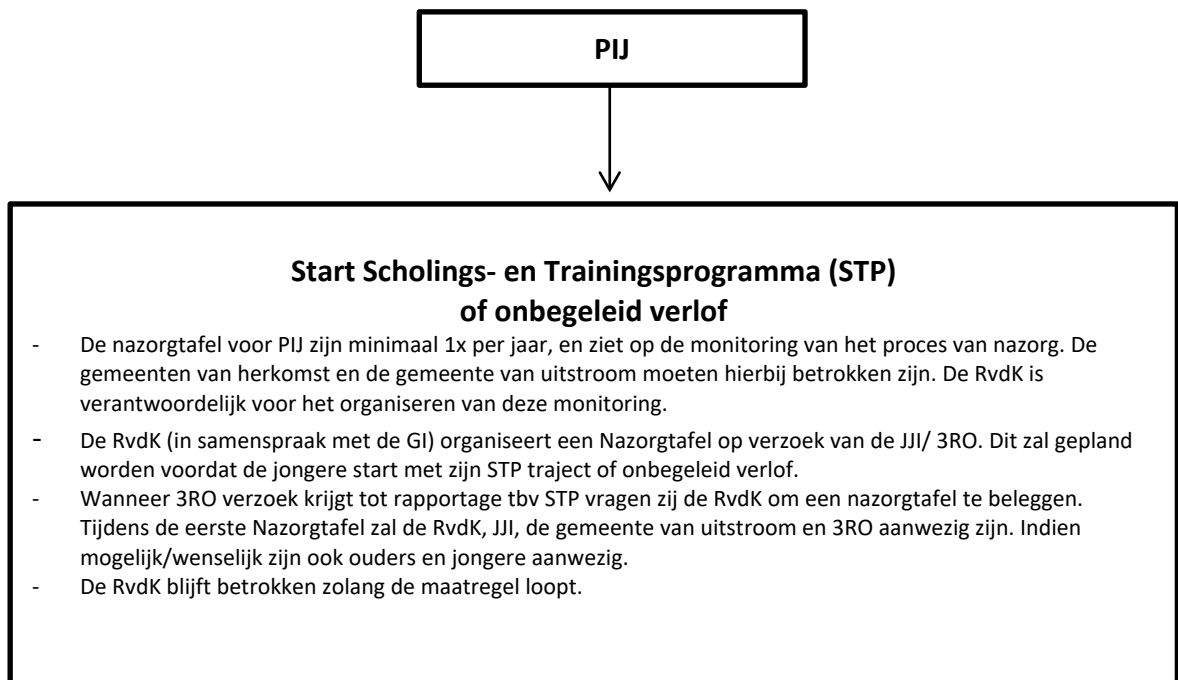 PIJ
Start Scholings- en Trainingsprogramma (STP)
of onbegeleid verlof
- De nazorgtafel voor PIJ zijn minimaal 1x per jaar, en ziet op de monitoring van het proces van nazorg. De
gemeenten van herkomst en de gemeente van uitstroom moeten hierbij betrokken zijn. De RvdK is
verantwoordelijk voor het organiseren van deze monitoring.
- De RvdK (in samenspraak met de GI) organiseert een Nazorgtafel op verzoek van de JJI/ 3RO. Dit zal gepland
worden voordat de jongere start met zijn STP traject of onbegeleid verlof.
- Wanneer 3RO verzoek krijgt tot rapportage tbv STP vragen zij de RvdK om een nazorgtafel te beleggen.
Tijdens de eerste Nazorgtafel zal de RvdK, JJI, de gemeente van uitstroom en 3RO aanwezig zijn. Indien
mogelijk/wenselijk zijn ook ouders en jongere aanwezig.
- De RvdK blijft betrokken zolang de maatregel loopt.